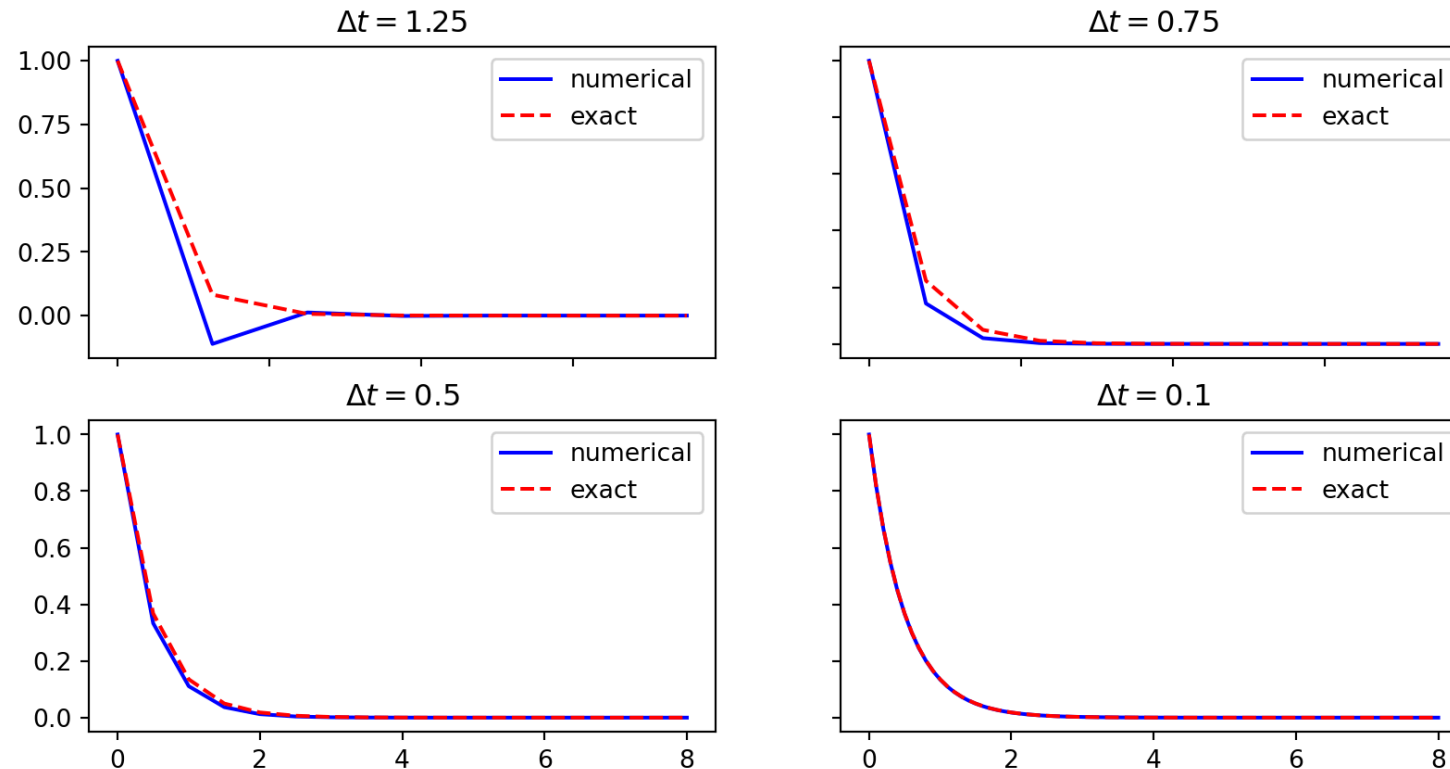 Δt = 1.25
1.00
0.75
0.50
0.25
0.00
numerical
exact
Δt = 0.75
numerical
exact
Δt = 0.5
1.0
0.8
0.6
0.4
0.2
0.0
numerical
exact
0 2 4 6 8
Δt = 0.1
numerical
exact
0 2 4 6 8